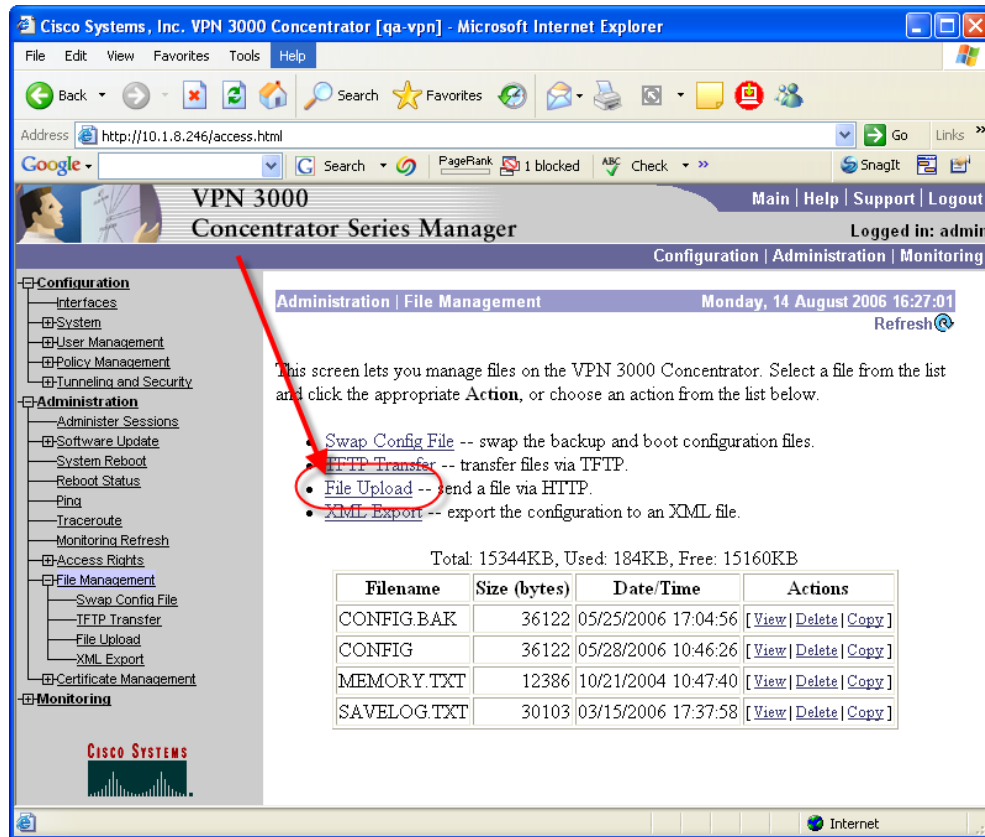 Cisco Systems, Inc. VPN 3000 Concentrator [qa-vpn] - Microsoft Internet Explorer
File Edit View Favorites Tools Help
Back Search Favorites
Address http://10.1.8.246/access.html Go Links »
Google Search PageRank 1 blocked ABC Check » SnagIt
VPN 3000
Concentrator Series Manager
Main | Help | Support | Logout
Logged in: admin
Configuration | Administration | Monitoring
Configuration
Interfaces
System
User Management
Policy Management
Tunneling and Security
Administration
Administer Sessions
Software Update
System Reboot
Reboot Status
Ping
Traceroute
Monitoring Refresh
Access Rights
File Management
Swap Config File
TFTP Transfer
File Upload
XML Export
Certificate Management
Monitoring
CISCO SYSTEMS
Administration | File Management Monday, 14 August 2006 16:27:01
Refresh
This screen lets you manage files on the VPN 3000 Concentrator. Select a file from the list
and click the appropriate Action, or choose an action from the list below.
• Swap Config File -- swap the backup and boot configuration files.
• TFTP Transfer -- transfer files via TFTP.
• File Upload -- send a file via HTTP.
• XML Export -- export the configuration to an XML file.
Total: 15344KB, Used: 184KB, Free: 15160KB
Filename Size (bytes) Date/Time Actions
CONFIG.BAK 36122 05/25/2006 17:04:56 [ View | Delete | Copy ]
CONFIG 36122 05/28/2006 10:46:26 [ View | Delete | Copy ]
MEMORY.TXT 12386 10/21/2004 10:47:40 [ View | Delete | Copy ]
SAVELOG.TXT 30103 03/15/2006 17:37:58 [ View | Delete | Copy ]
Internet